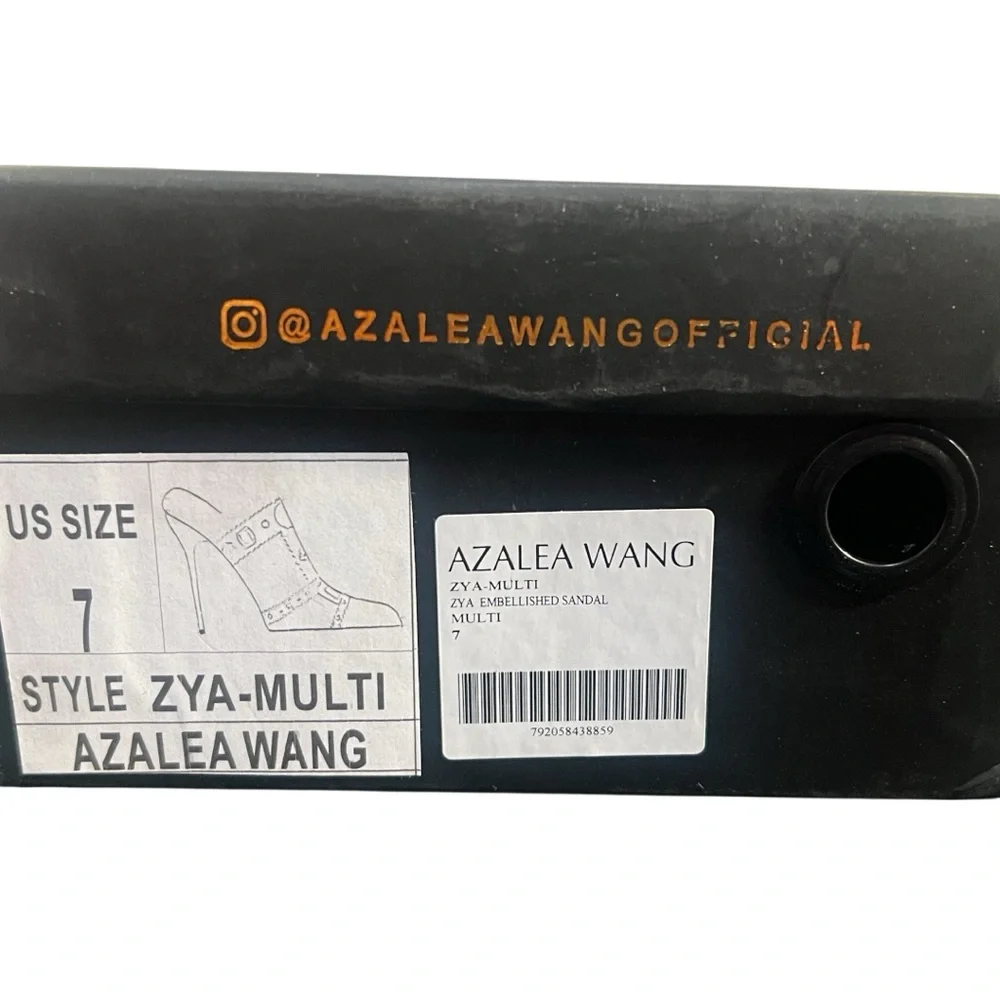 @AZALEAWANGOFFICIAL
US SIZE
7
STYLE ZYA-MULTI
AZALEA WANG
AZALEA WANG
ZYA-MULTI
ZYA EMBELLISHED SANDAL
MULTI
7
792058438859